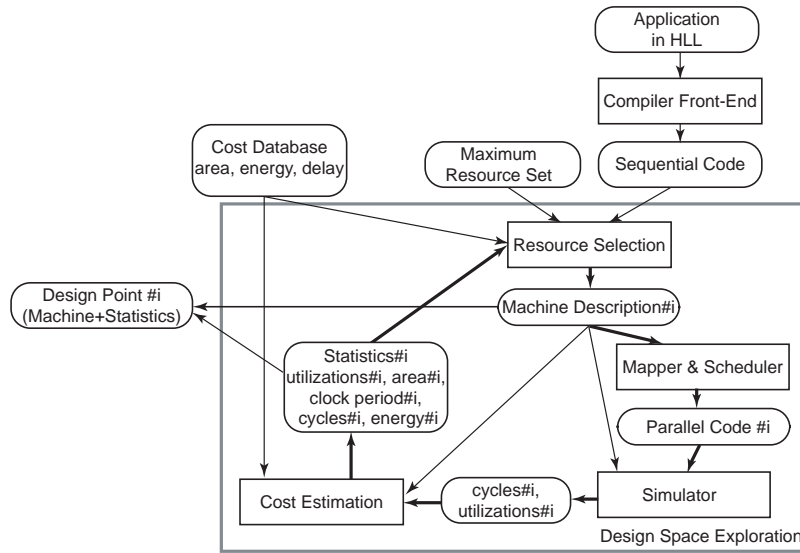 Application
in HLL
Compiler Front-End
Cost Database
area, energy, delay
Maximum
Resource Set
Sequential Code
Resource Selection
Design Point #i
(Machine+Statistics)
Machine Description#i
Statistics#i
utilizations#i, area#i,
clock period#i,
cycles#i, energy#i
Mapper & Scheduler
Parallel Code #i
Cost Estimation
cycles#i,
utilizations#i
Simulator
Design Space Exploration